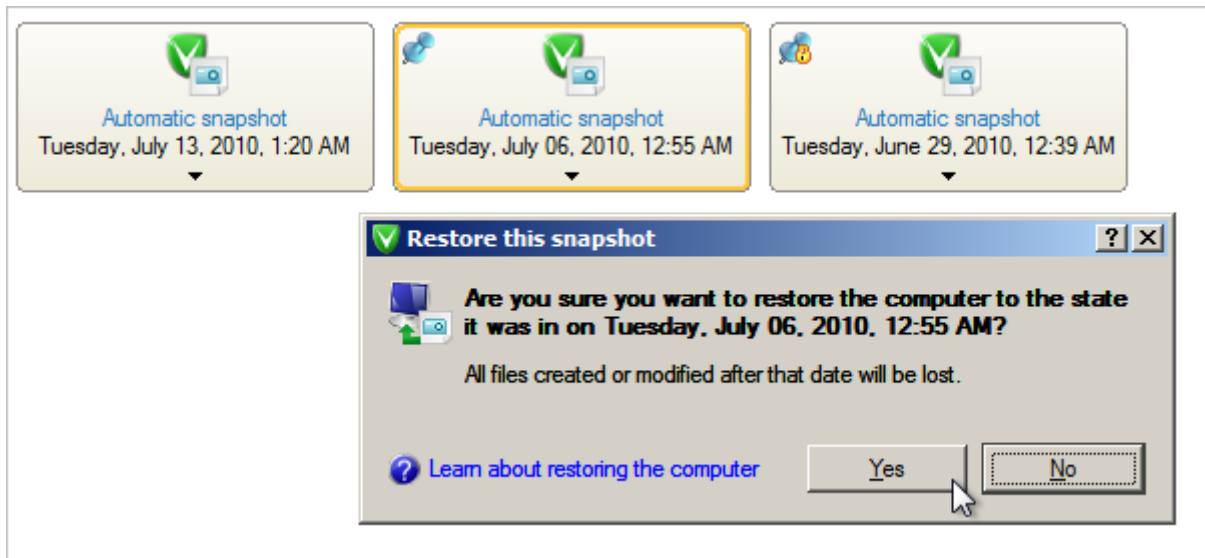 Automatic snapshot
Tuesday, July 13, 2010, 1:20 AM
Automatic snapshot
Tuesday, July 06, 2010, 12:55 AM
Automatic snapshot
Tuesday, June 29, 2010, 12:39 AM
Restore this snapshot
Are you sure you want to restore the computer to the state
it was in on Tuesday, July 06, 2010, 12:55 AM?
All files created or modified after that date will be lost.
Learn about restoring the computer
Yes
No